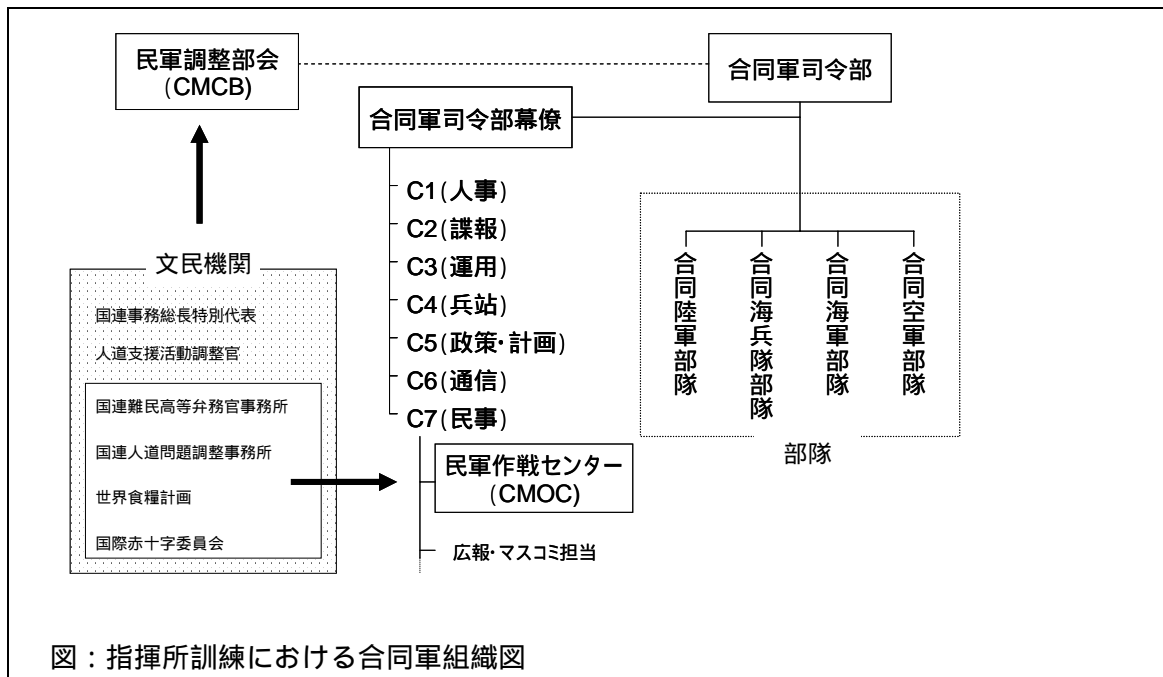 民軍調整部会
(CMCB)
合同軍司令部
合同軍司令部幕僚
C1(人事)
C2(諜報)
C3(運用)
C4(兵站)
C5(政策・計画)
C6(通信)
C7(民事)
民軍作戦センター
(CMOC)
広報・マスコミ担当
文民機関
国連事務総長特別代表
人道支援活動調整官
国連難民高等弁務官事務所
国連人道問題調整事務所
世界食糧計画
国際赤十字委員会
合同陸軍部隊
合同海兵隊部隊
合同海軍部隊
合同空軍部隊
部隊
図：指揮所訓練における合同軍組織図